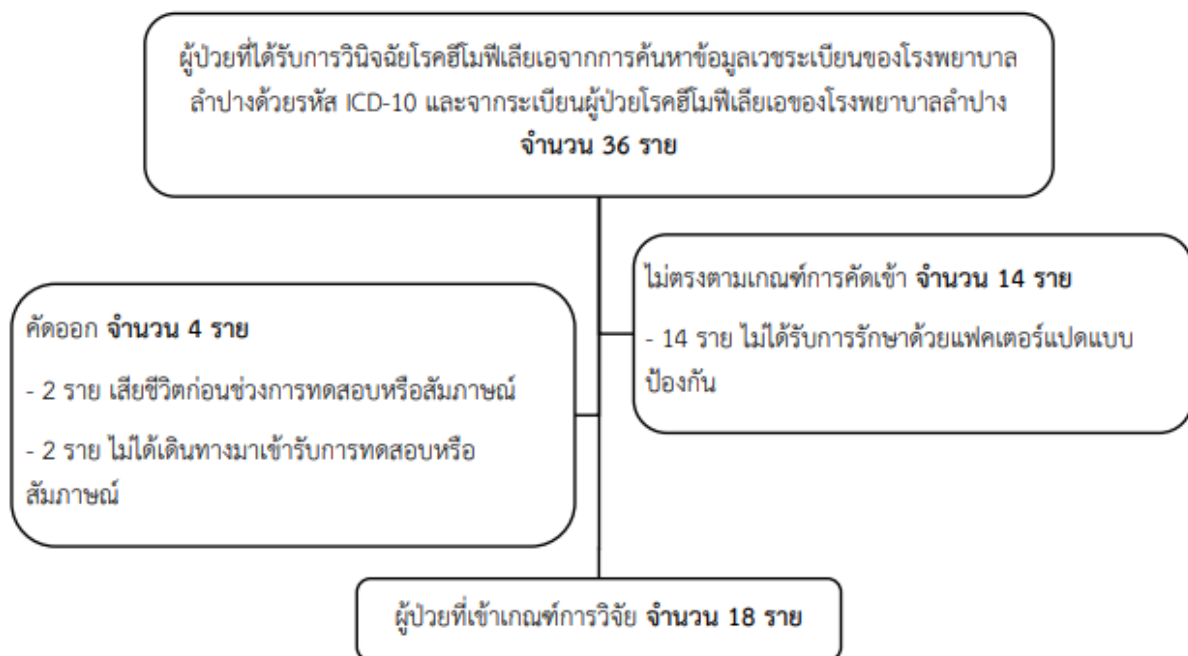 ผู้ป่วยที่ได้รับการวินิจฉัยโรคฮีโมฟีเลียเอจากการค้นหาข้อมูลเวชระเบียนของโรงพยาบาล
ลำปางด้วยรหัส ICD-10 และจากระเบียนผู้ป่วยโรคฮีโมฟีเลียเอของโรงพยาบาลลำปาง
จำนวน 36 ราย
ไม่ตรงตามเกณฑ์การคัดเข้า จำนวน 14 ราย
- 14 ราย ไม่ได้รับการรักษาด้วยแฟคเตอร์แปดแบบ
ป้องกัน
คัดออก จำนวน 4 ราย
- 2 ราย เสียชีวิตก่อนช่วงการทดสอบหรือสัมภาษณ์
- 2 ราย ไม่ได้เดินทางมาเข้ารับการทดสอบหรือ
สัมภาษณ์
ผู้ป่วยที่เข้าเกณฑ์การวิจัย จำนวน 18 ราย